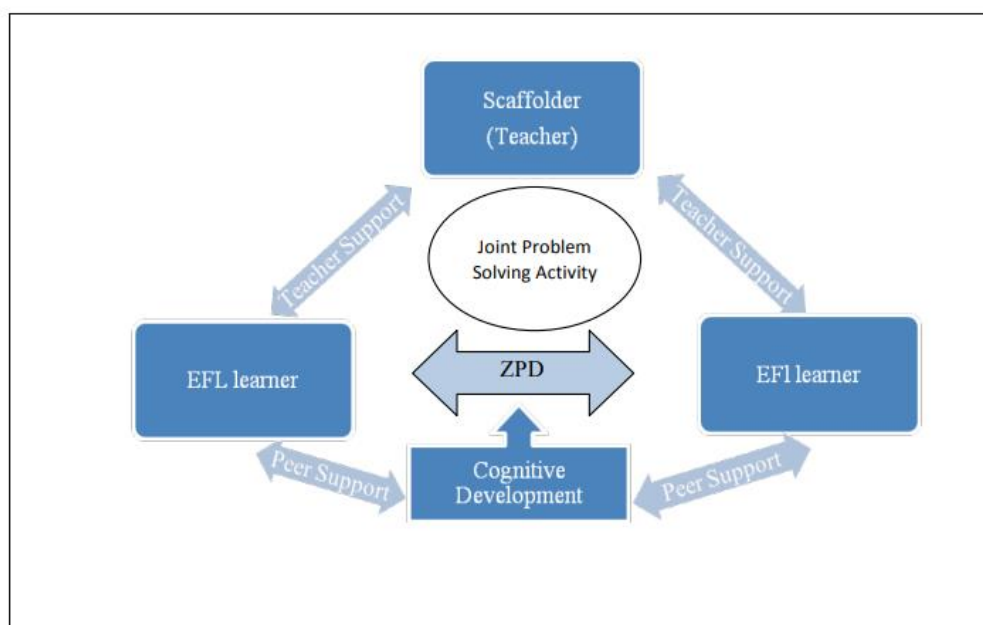 Scaffolder
(Teacher)
Teacher Support
Teacher Support
Joint Problem
Solving Activity
EFL learner
ZPD
EFl learner
Peer Support
Cognitive
Development
Peer Support